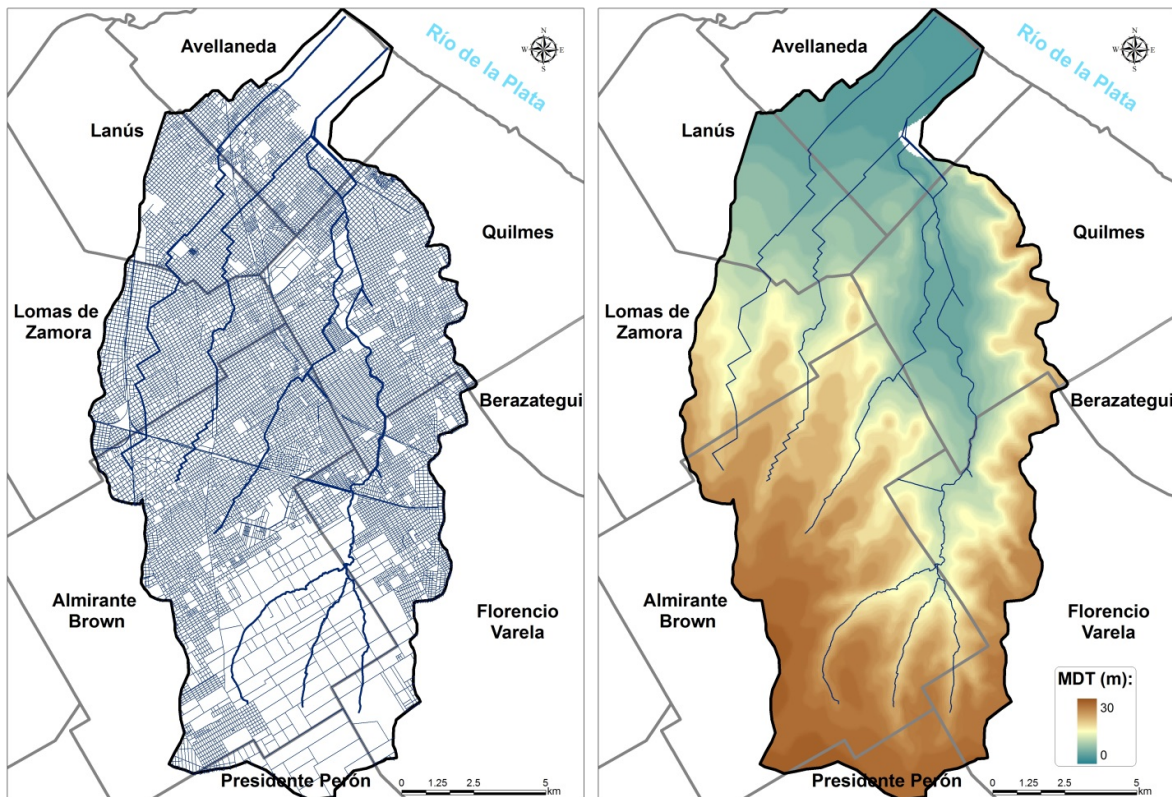 Avellaneda
Río de la Plata
N
W E
S
Lanús
Quilmes
Lomas de
Zamora
Berazategui
Almirante
Brown
Florencio
Varela
Presidente Perón
0 1.25 2.5 5
km
Avellaneda
Río de la Plata
N
W E
S
Lanús
Quilmes
Lomas de
Zamora
Berazategui
Almirante
Brown
Florencio
Varela
MDT (m):
30
0
Presidente Perón
0 1.25 2.5 5
km